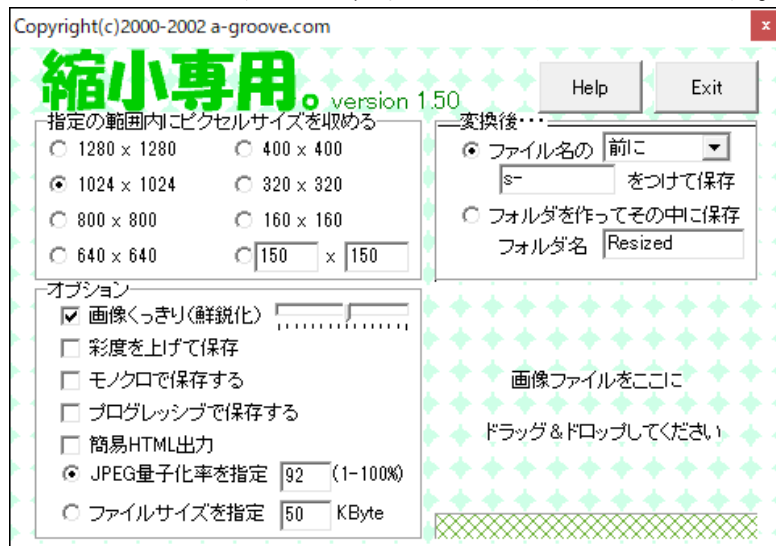 Copyright(c)2000-2002 a-groove.com
x
縮小専用。version 1.50
Help
Exit
指定の範囲内にピクセルサイズを収める
1280 x 1280
400 x 400
1024 x 1024
320 x 320
800 x 800
160 x 160
640 x 640
150 x 150
変換後・・・
ファイル名の 前に
s- をつけて保存
フォルダを作ってその中に保存
フォルダ名 Resized
オプション
画像くっきり(鮮鋭化)
彩度を上げて保存
モノクロで保存する
プログレッシブで保存する
簡易HTML出力
JPEG量子化率を指定 92 (1-100%)
ファイルサイズを指定 50 KByte
画像ファイルをここに
ドラッグ&ドロップしてください